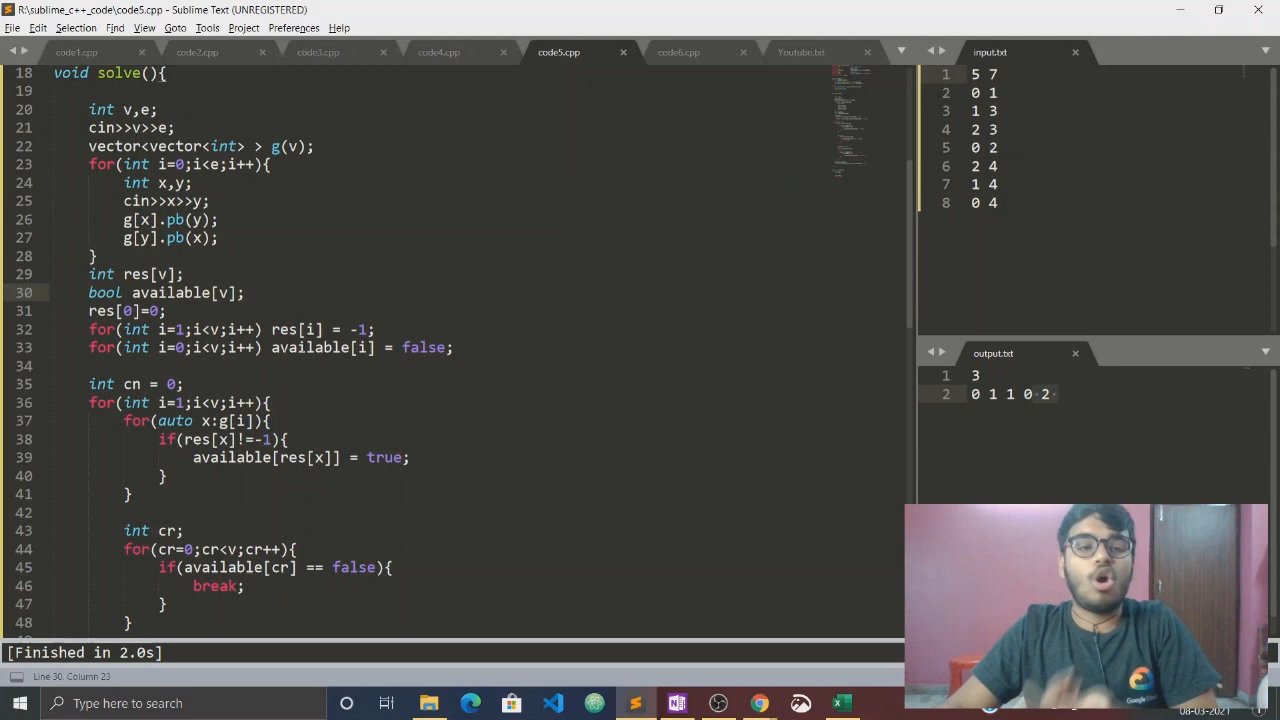 R:\sublime_c++_code\code5.cpp - Sublime Text (UNREGISTERED)
File Edit Selection Find View Goto Tools Project Preferences Help
code1.cpp code2.cpp code3.cpp code4.cpp code5.cpp code6.cpp Youtube.txt
18 void solve(){
19
20 int v,e;
21 cin>>v>>e;
22 vector<vector<int> > g(v);
23 for(int i=0;i<e;i++){
24 int x,y;
25 cin>>x>>y;
26 g[x].pb(y);
27 g[y].pb(x);
28 }
29 int res[v];
30 bool available[v];
31 res[0]=0;
32 for(int i=1;i<v;i++) res[i] = -1;
33 for(int i=0;i<v;i++) available[i] = false;
34
35 int cn = 0;
36 for(int i=1;i<v;i++){
37 for(auto x:g[i]){
38 if(res[x]!=-1){
39 available[res[x]] = true;
40 }
41 }
42
43 int cr;
44 for(cr=0;cr<v;cr++){
45 if(available[cr] == false){
46 break;
47 }
48 }
input.txt
1 5 7
2 0 1
3 1 3
4 2 3
5 0 2
6 2 4
7 1 4
8 0 4
output.txt
1 3
2 0 1 1 0 2
[Finished in 2.0s]
Line 30, Column 23
Type here to search
Google Cloud
08-03-2021